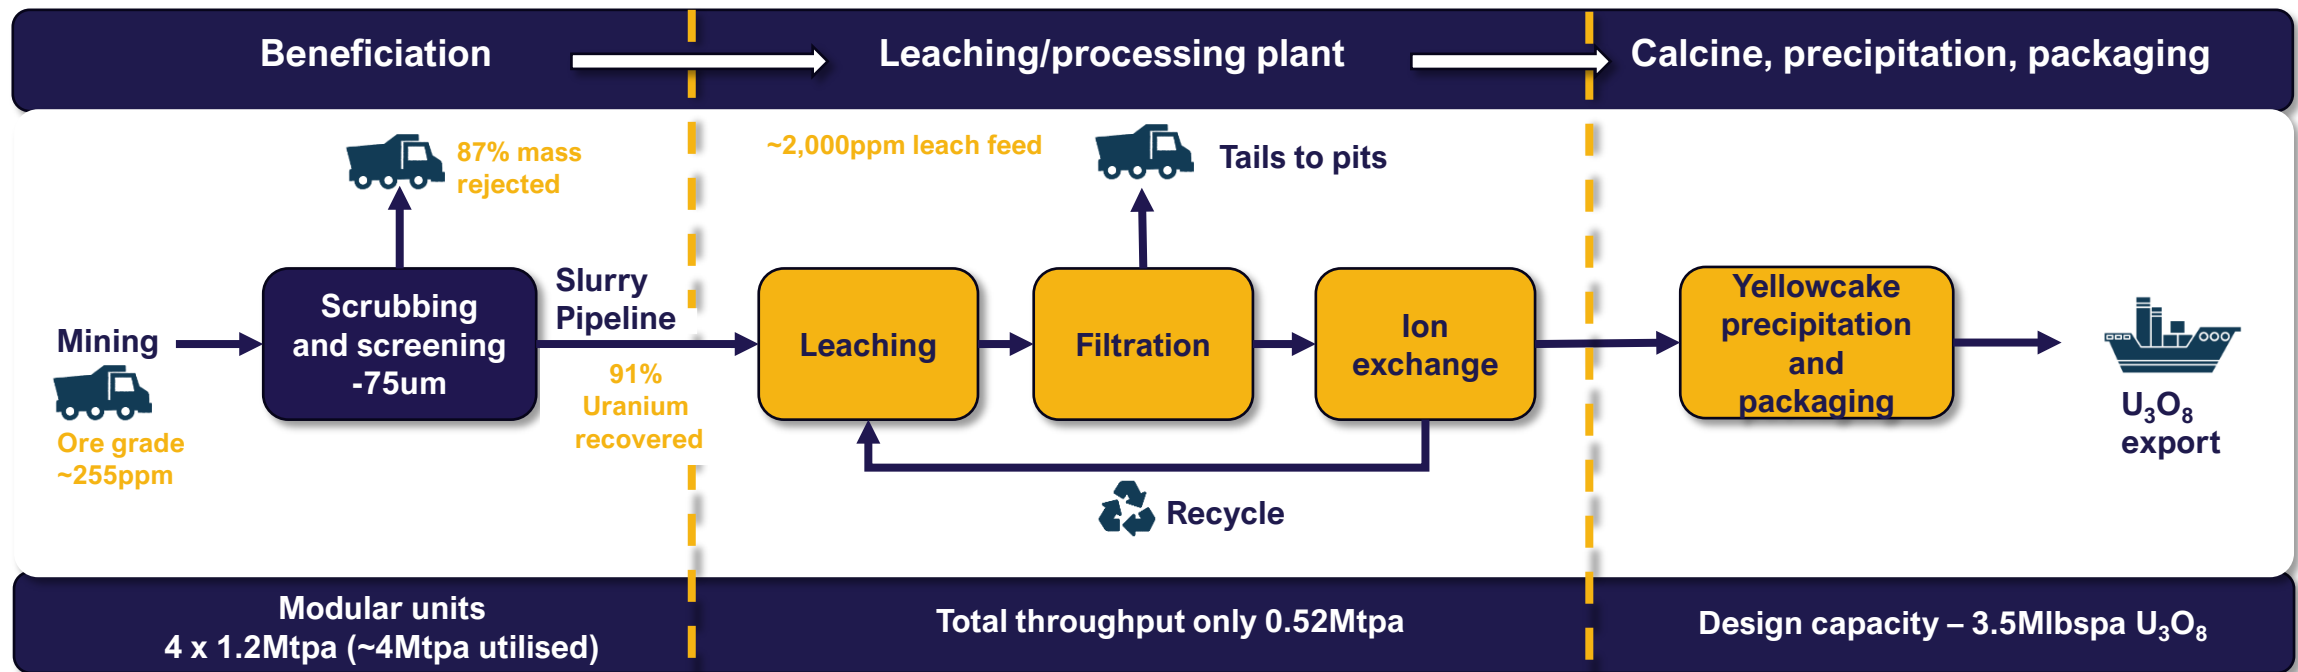 Beneficiation
Leaching/processing plant
Calcine, precipitation, packaging
87% mass
rejected
~2,000ppm leach feed
Tails to pits
Mining
Ore grade
~255ppm
Scrubbing
and screening
-75um
Slurry
Pipeline
91%
Uranium
recovered
Leaching
Filtration
Ion
exchange
Recycle
Yellowcake
precipitation
and
packaging
U₃O₈
export
Modular units
4 x 1.2Mtpa (~4Mtpa utilised)
Total throughput only 0.52Mtpa
Design capacity – 3.5Mlbspa U₃O₈